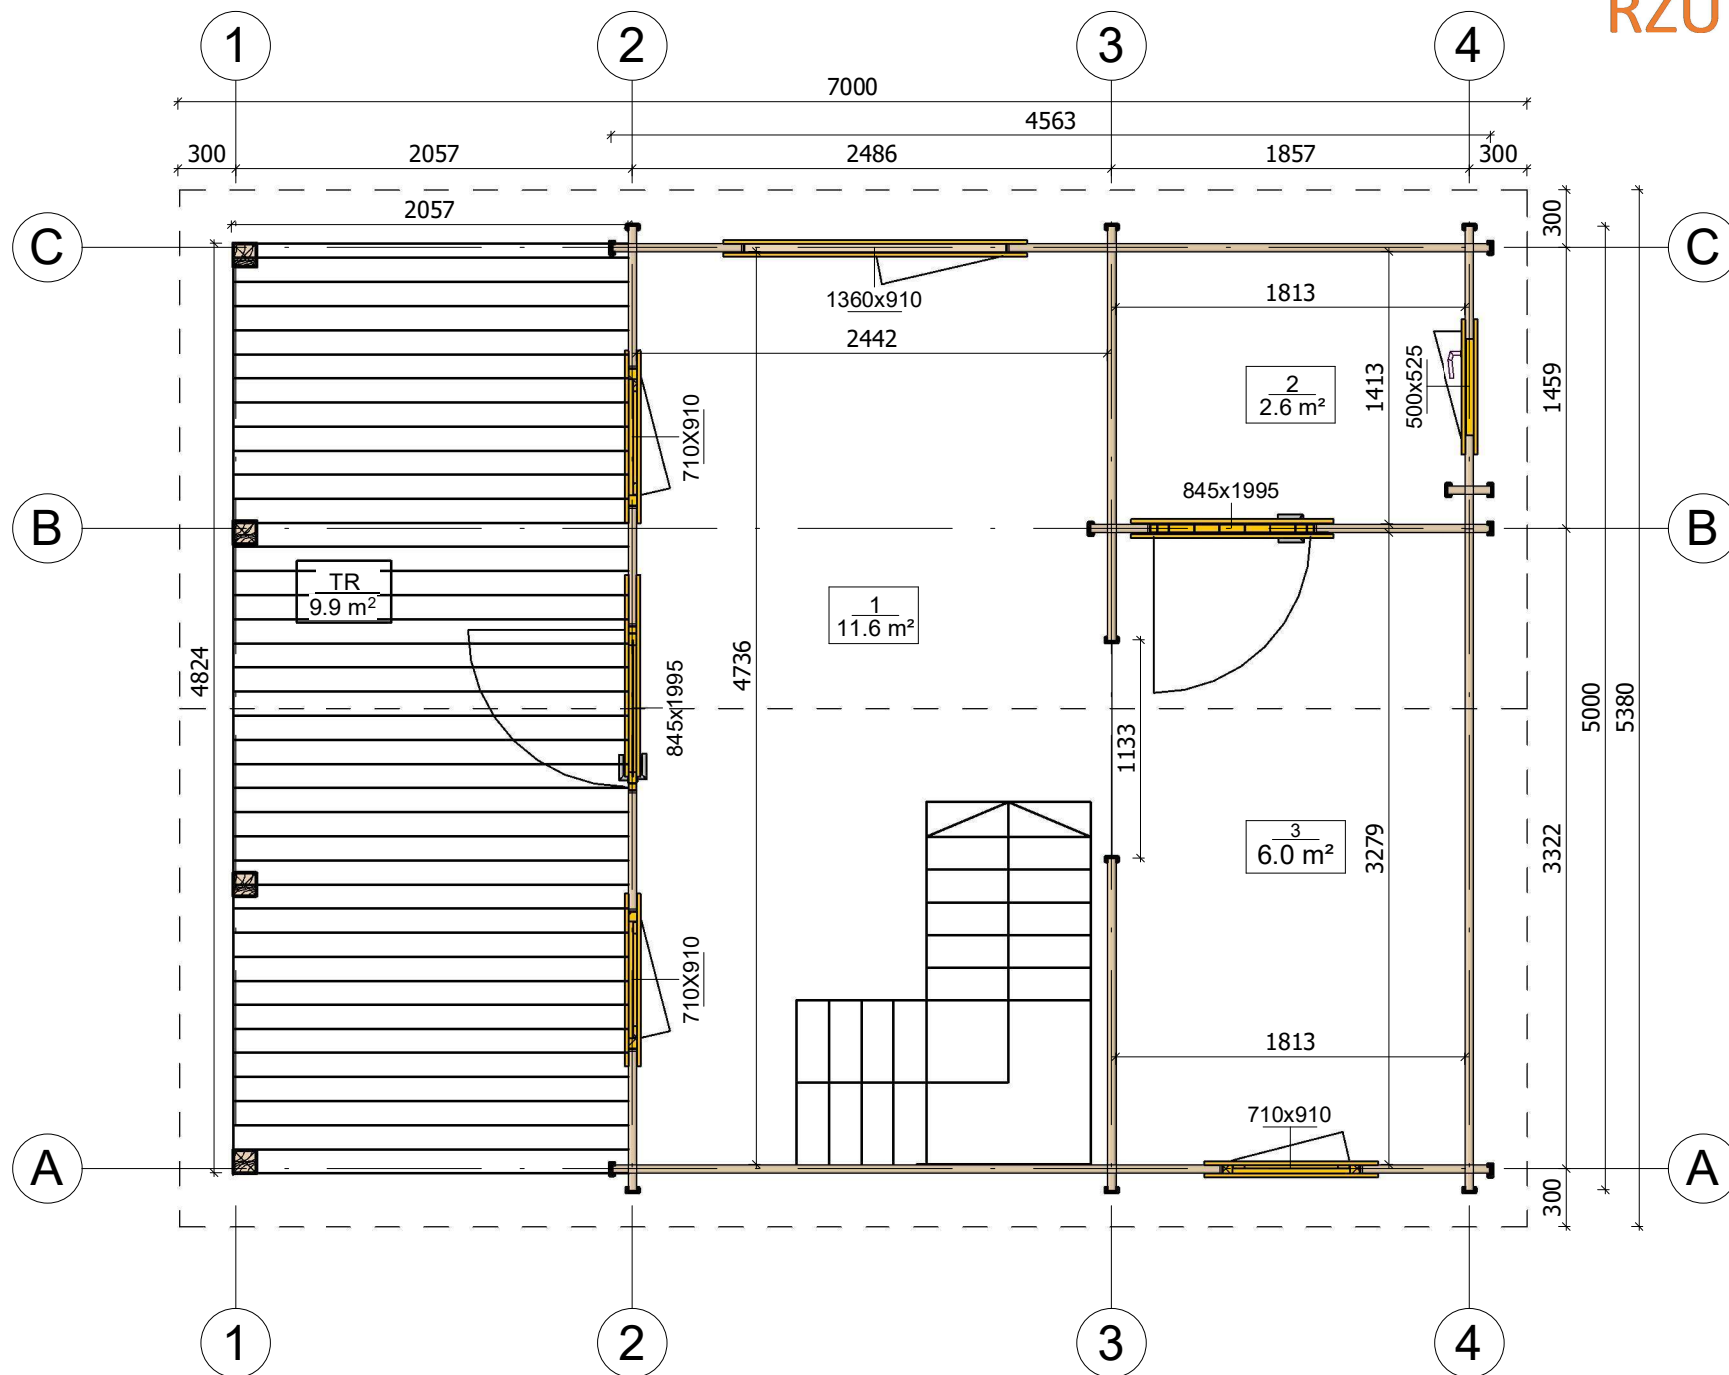 RZU
1 2 3 4
7000
4563
300 2057 2486 1857 300
2057
300
C C
1360x910
1813
2442
710X910
2
2.6 m²
1413
500x525
1459
845x1995
B B
TR
9.9 m²
1
11.6 m²
4824
4736
845x1995
1133
5000
5380
3
6.0 m²
3279
3322
710X910
1813
710x910
A A
300
1 2 3 4